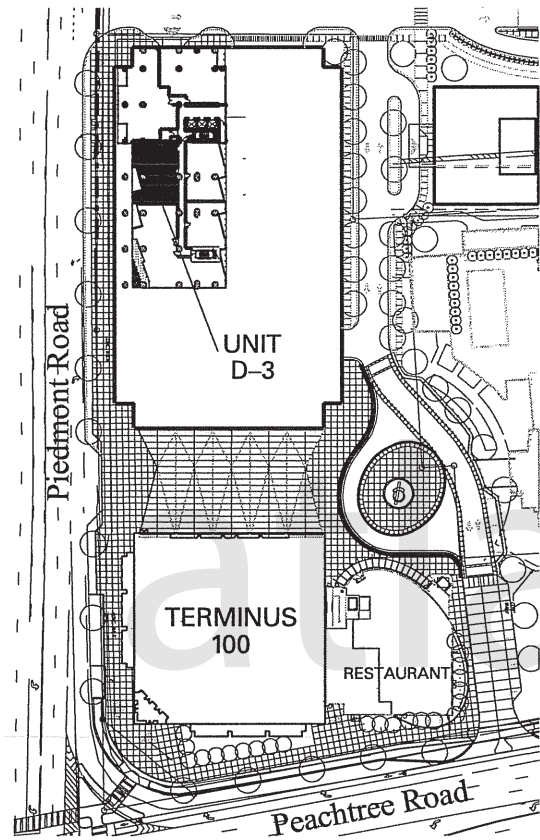 UNIT
D–3
Piedmont Road
TERMINUS
100
RESTAURANT
Peachtree Road